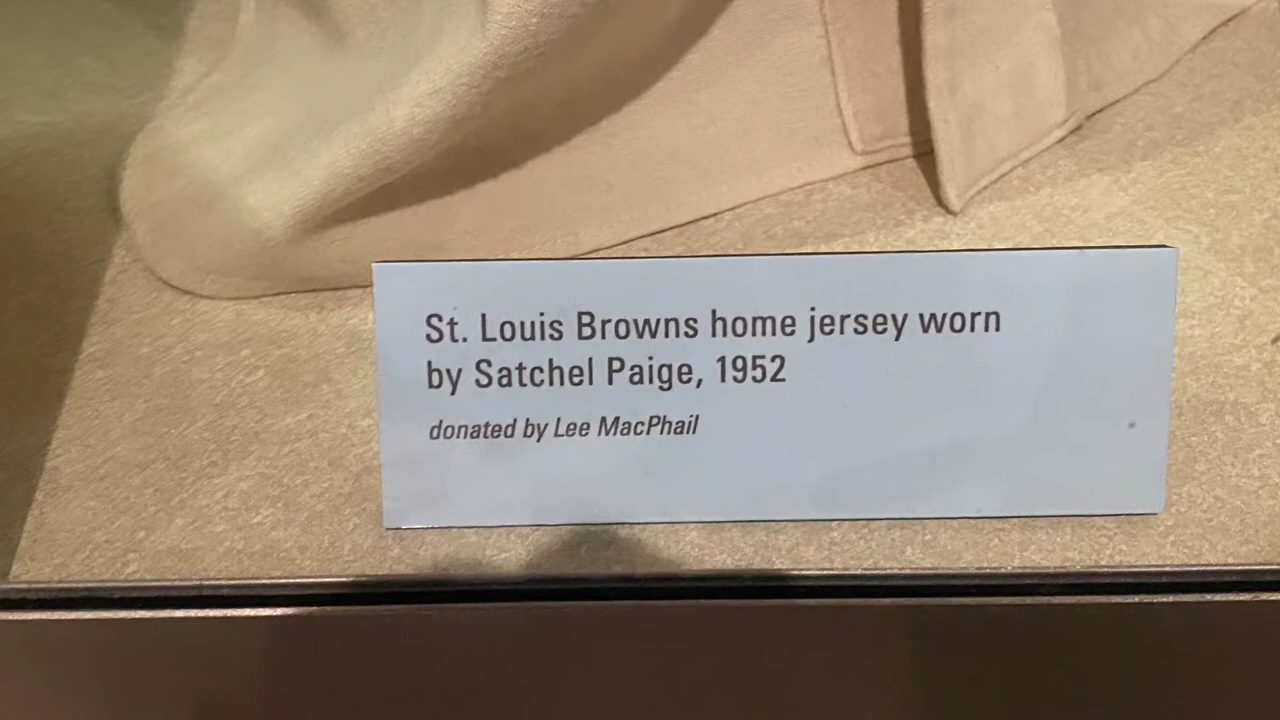 St. Louis Browns home jersey worn
by Satchel Paige, 1952
donated by Lee MacPhail